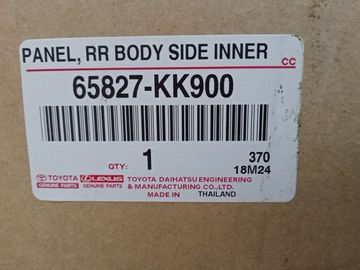 PANEL, RR BODY SIDE INNER
CC
65827-KK900
QTY: 1
370
18M24
TOYOTA GENUINE PARTS
LEXUS GENUINE PARTS
TOYOTA DAIHATSU ENGINEERING
& MANUFACTURING CO., LTD.
MADE IN THAILAND